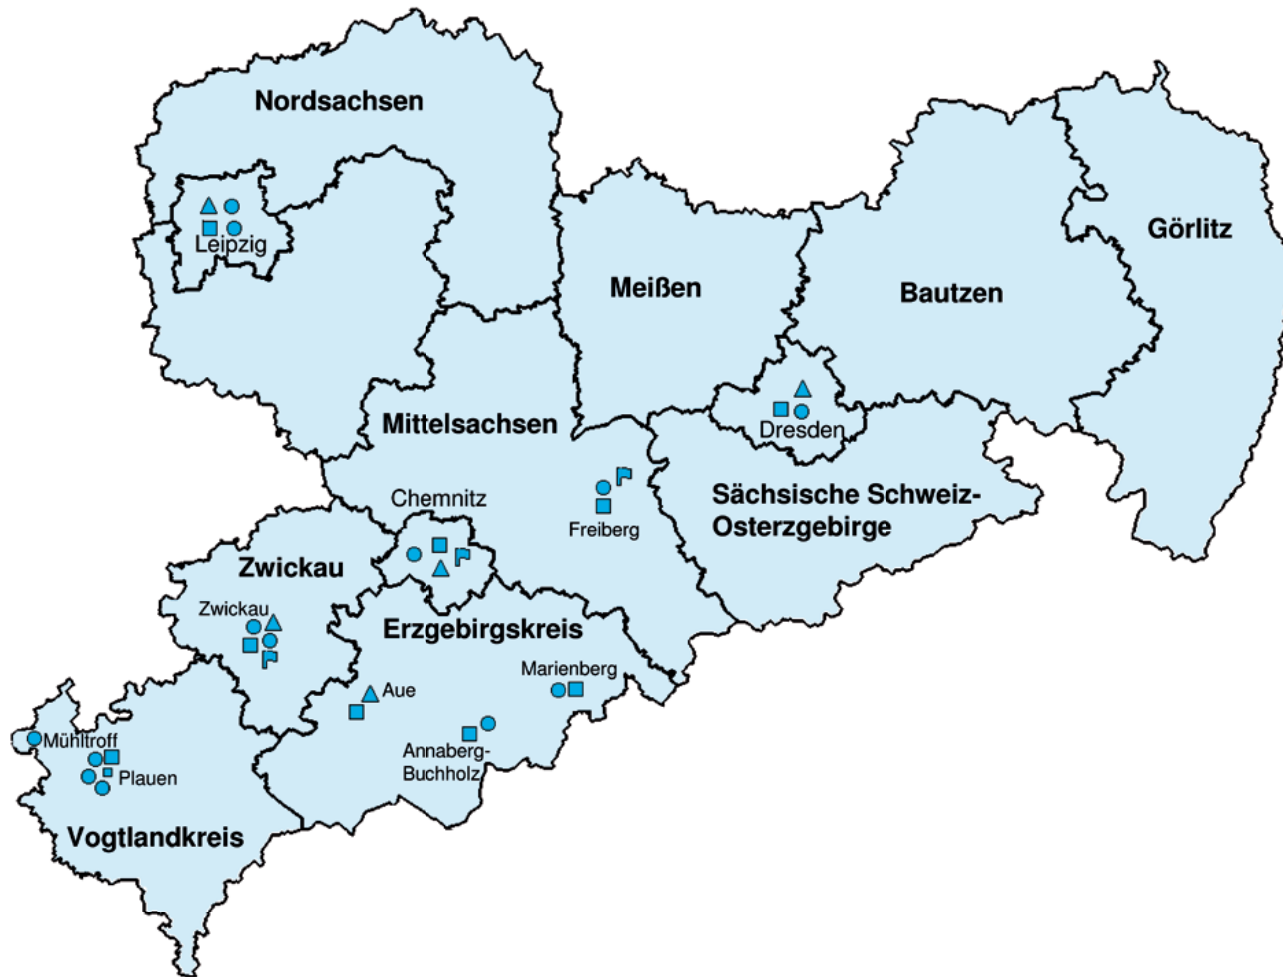 Nordsachsen
Leipzig
Görlitz
Meißen
Bautzen
Mittelsachsen
Dresden
Chemnitz
Sächsische Schweiz-
Osterzgebirge
Freiberg
Zwickau
Zwickau
Erzgebirgskreis
Marienberg
Aue
Annaberg-
Buchholz
Mühltroff
Plauen
Vogtlandkreis